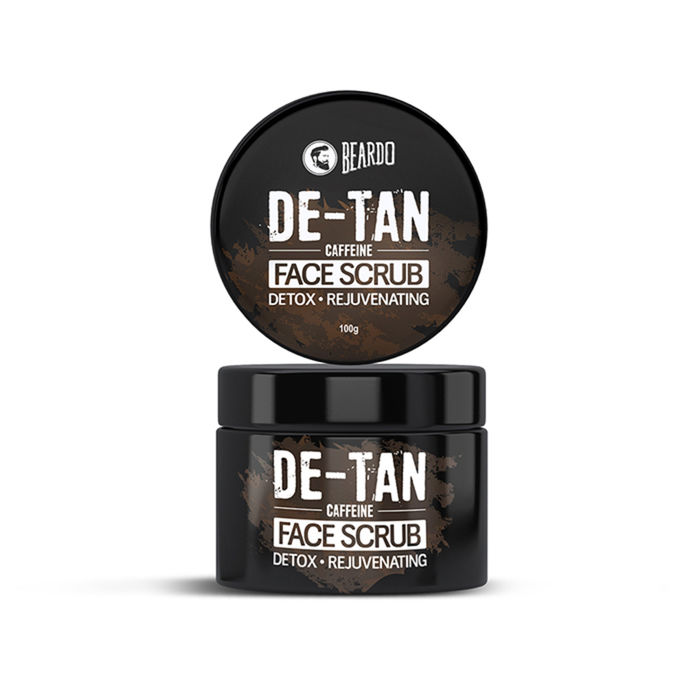 BEARDO
DE-TAN
CAFFEINE
FACE SCRUB
DETOX • REJUVENATING
100g
DE-TAN
CAFFEINE
FACE SCRUB
DETOX • REJUVENATING